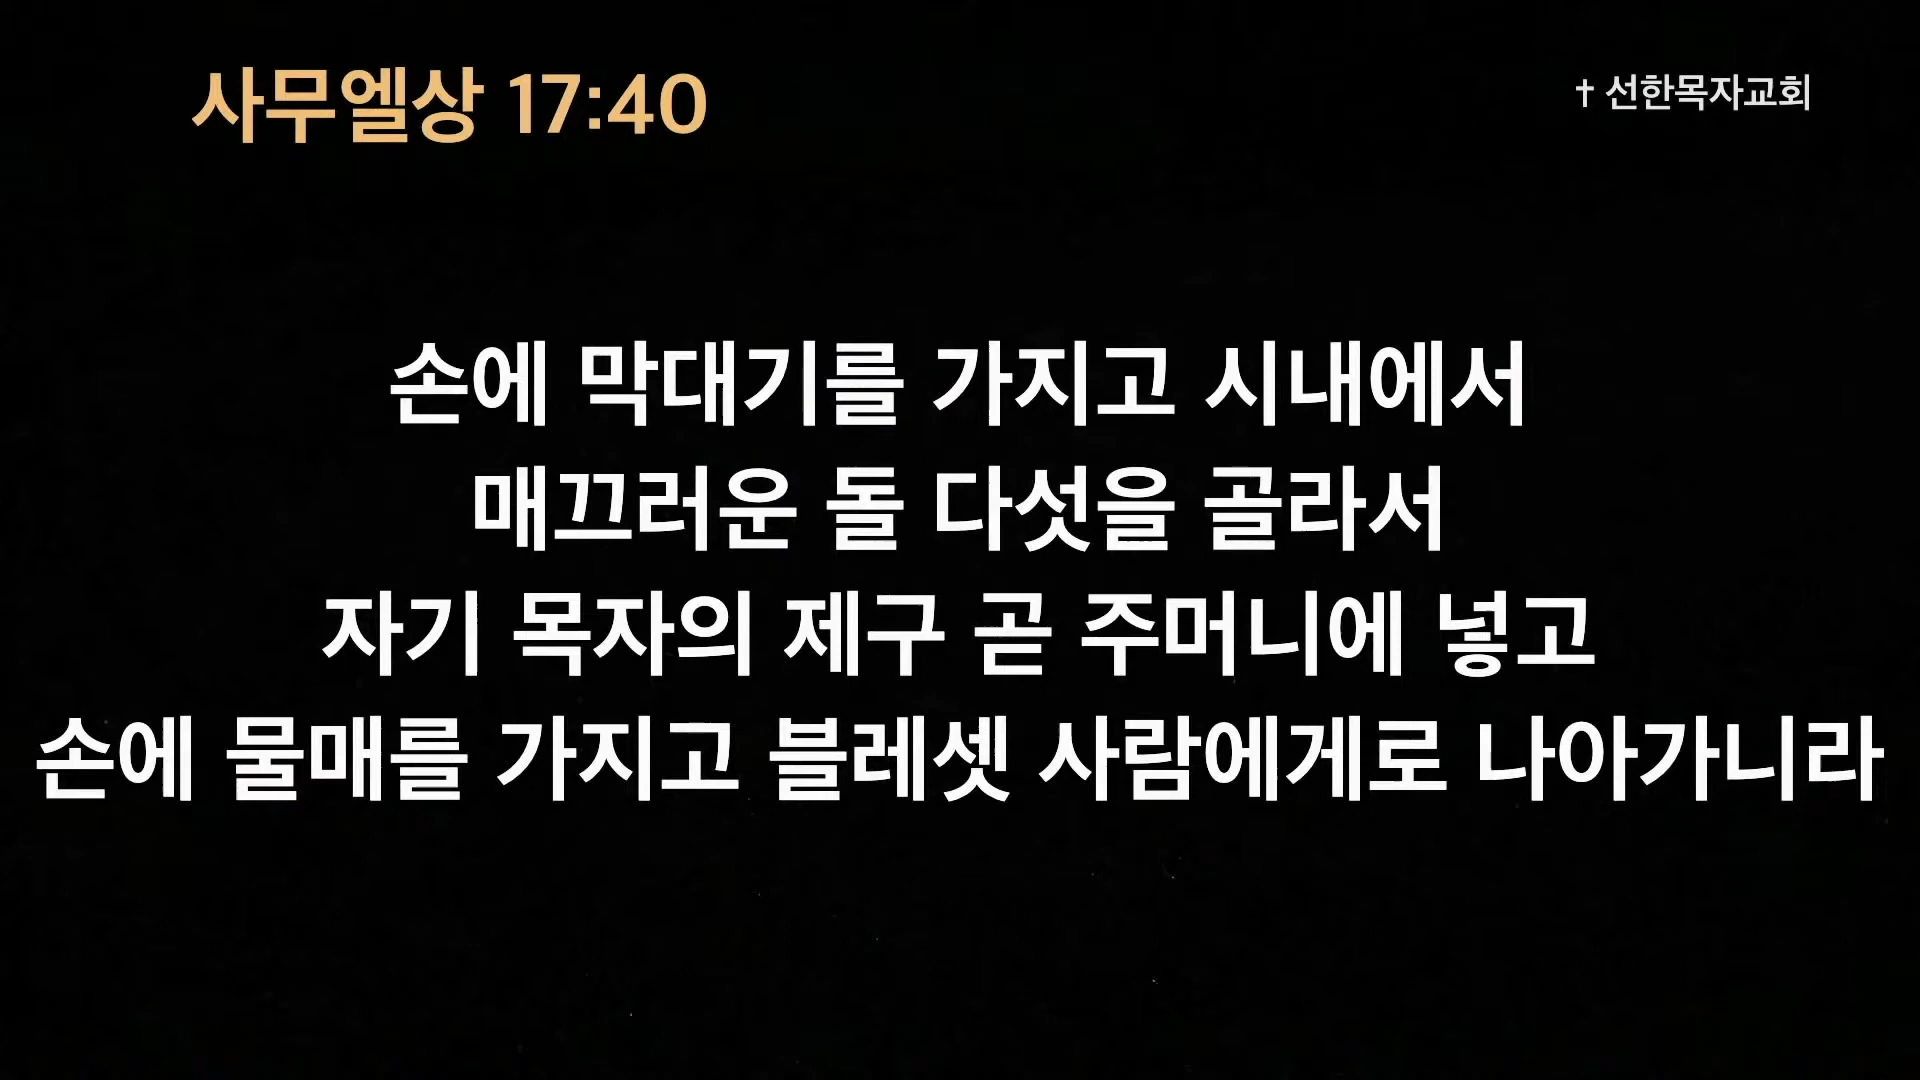 사무엘상 17:40
✝ 선한목자교회
손에 막대기를 가지고 시내에서
매끄러운 돌 다섯을 골라서
자기 목자의 제구 곧 주머니에 넣고
손에 물매를 가지고 블레셋 사람에게로 나아가니라